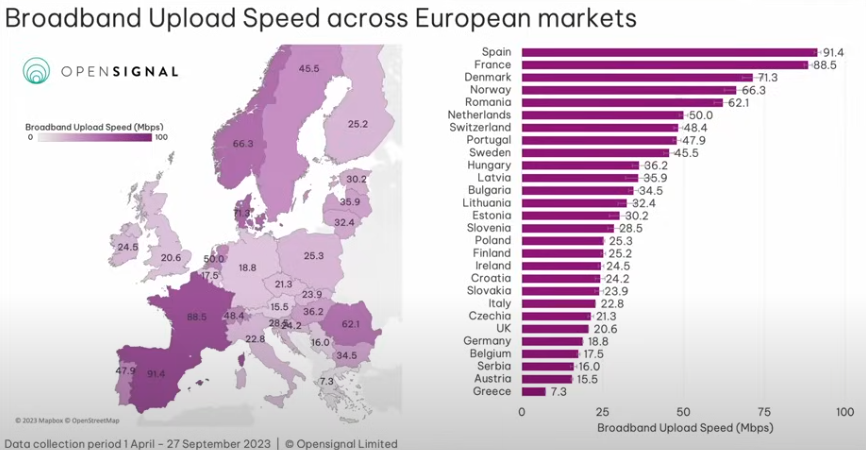 Broadband Upload Speed across European markets
OPENSIGNAL
Broadband Upload Speed (Mbps)
0 100
45.5
25.2
66.3
30.2
35.9
71.3
32.4
24.5
20.6
50.0
17.5
18.8
25.3
21.3
23.9
15.5
36.2
88.5
48.4
28.5
24.2
62.1
22.8
16.0
34.5
47.9
91.4
7.3
© 2023 Mapbox © OpenStreetMap
Spain 91.4
France 88.5
Denmark 71.3
Norway 66.3
Romania 62.1
Netherlands 50.0
Switzerland 48.4
Portugal 47.9
Sweden 45.5
Hungary 36.2
Latvia 35.9
Bulgaria 34.5
Lithuania 32.4
Estonia 30.2
Slovenia 28.5
Poland 25.3
Finland 25.2
Ireland 24.5
Croatia 24.2
Slovakia 23.9
Italy 22.8
Czechia 21.3
UK 20.6
Germany 18.8
Belgium 17.5
Serbia 16.0
Austria 15.5
Greece 7.3
0 25 50 75 100
Broadband Upload Speed (Mbps)
Data collection period 1 April – 27 September 2023 | © Opensignal Limited